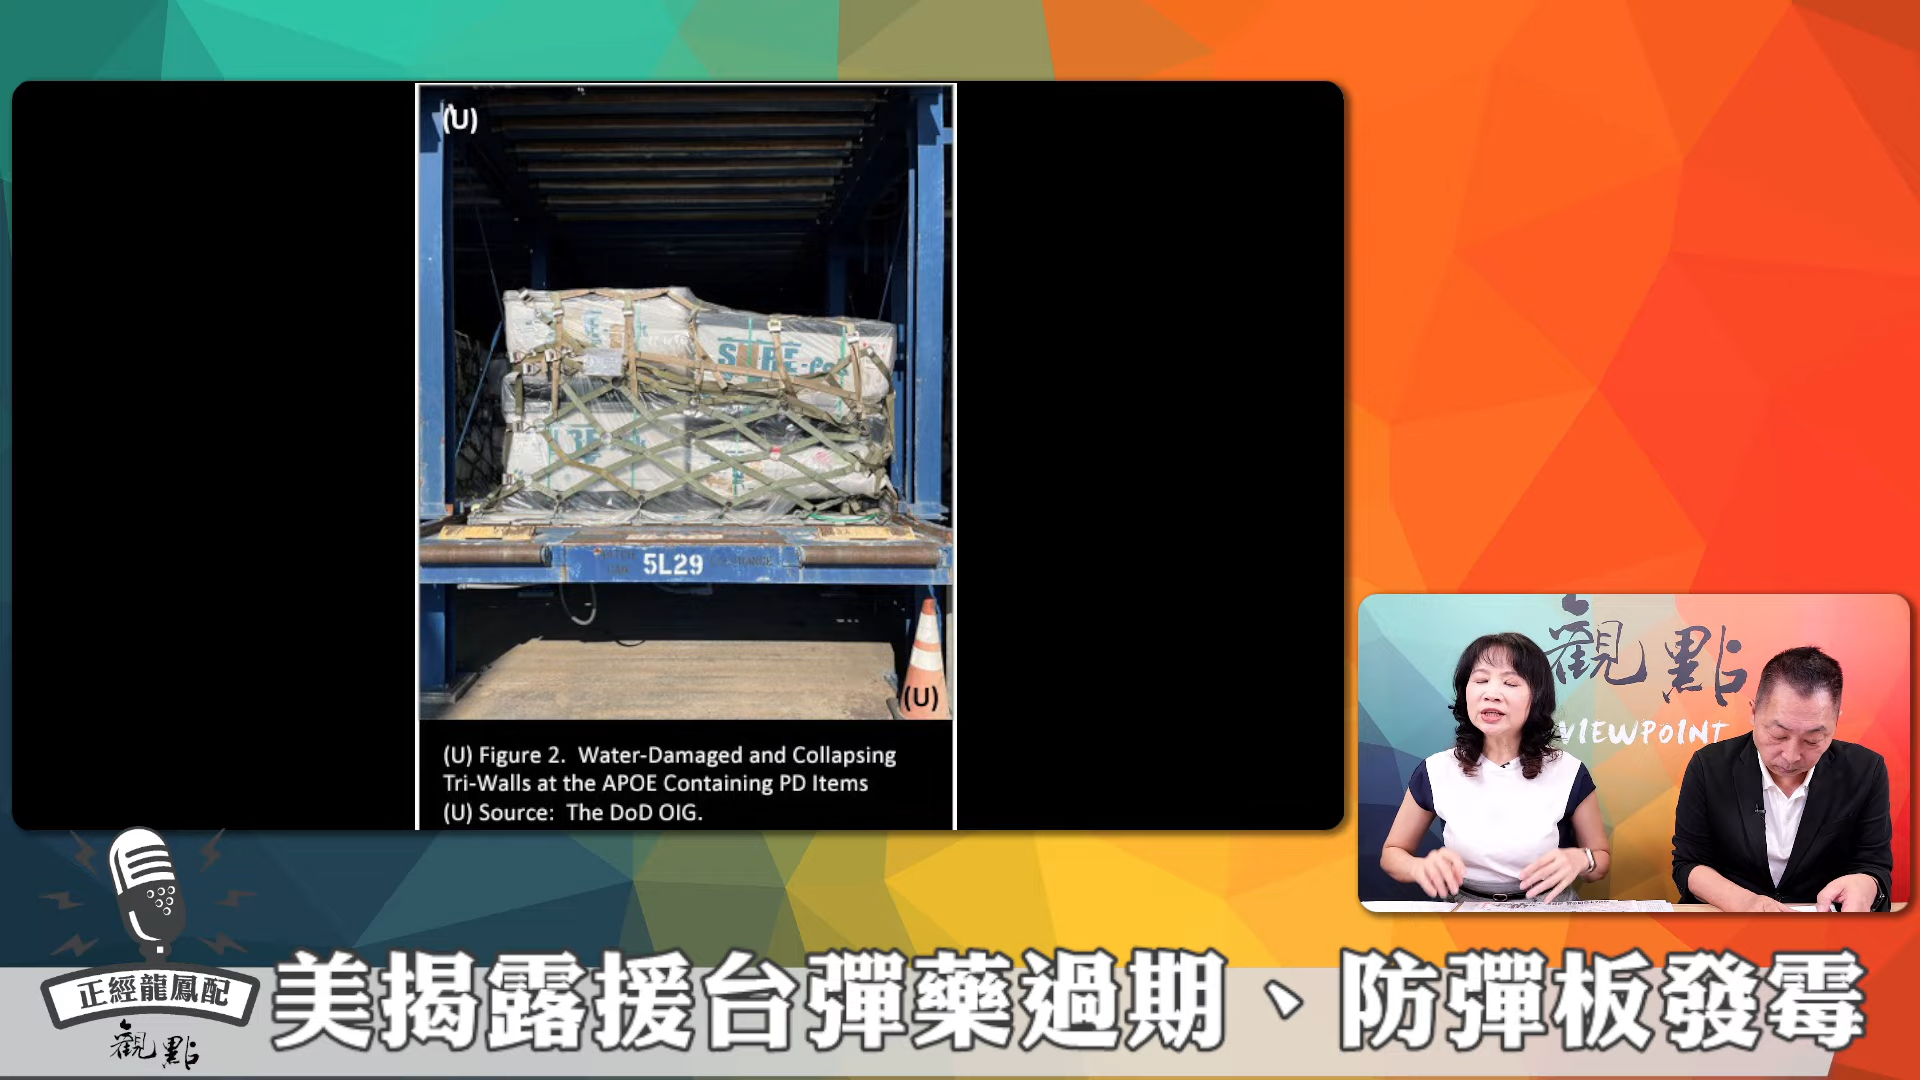 (U)
SURE-Pak
5L29
(U)
(U) Figure 2. Water-Damaged and Collapsing
Tri-Walls at the APOE Containing PD Items
(U) Source: The DoD OIG.
觀點
VIEWPOINT
正經龍鳳配
觀點
美揭露援台彈藥過期、防彈板發霉